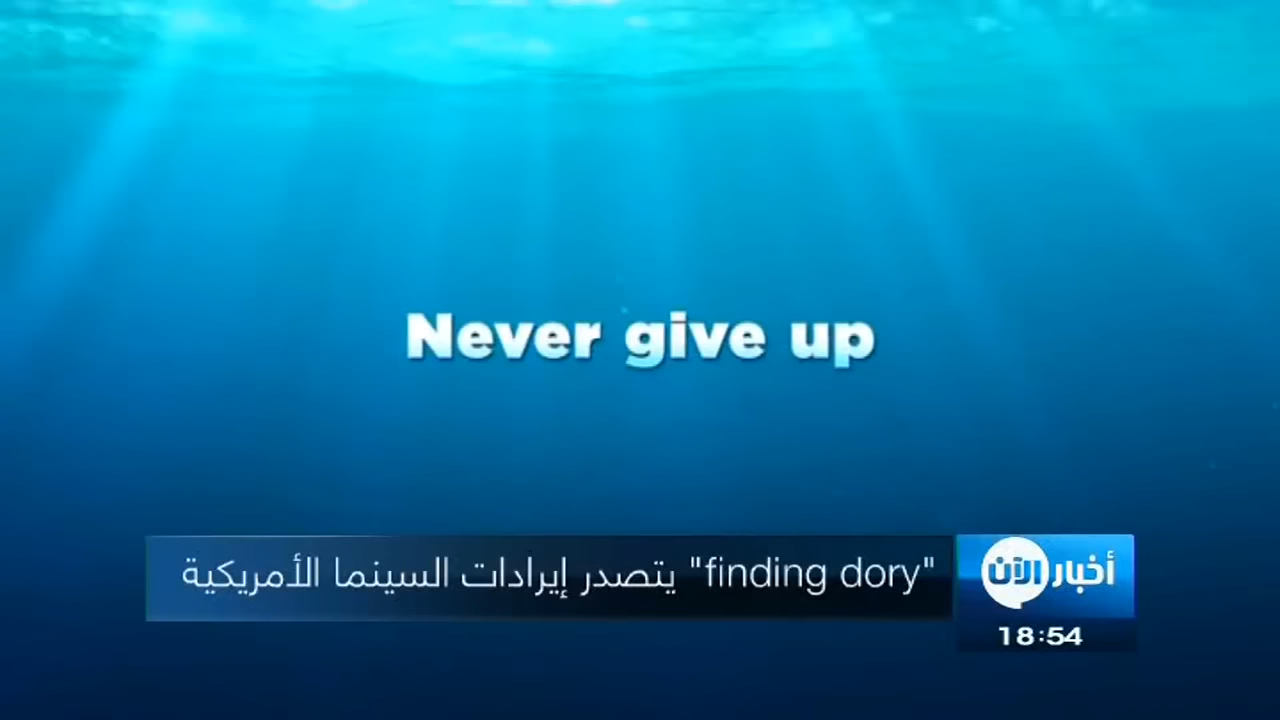 Never give up
"finding dory" يتصدر إيرادات السينما الأمريكية
أخبار الآن
18:54